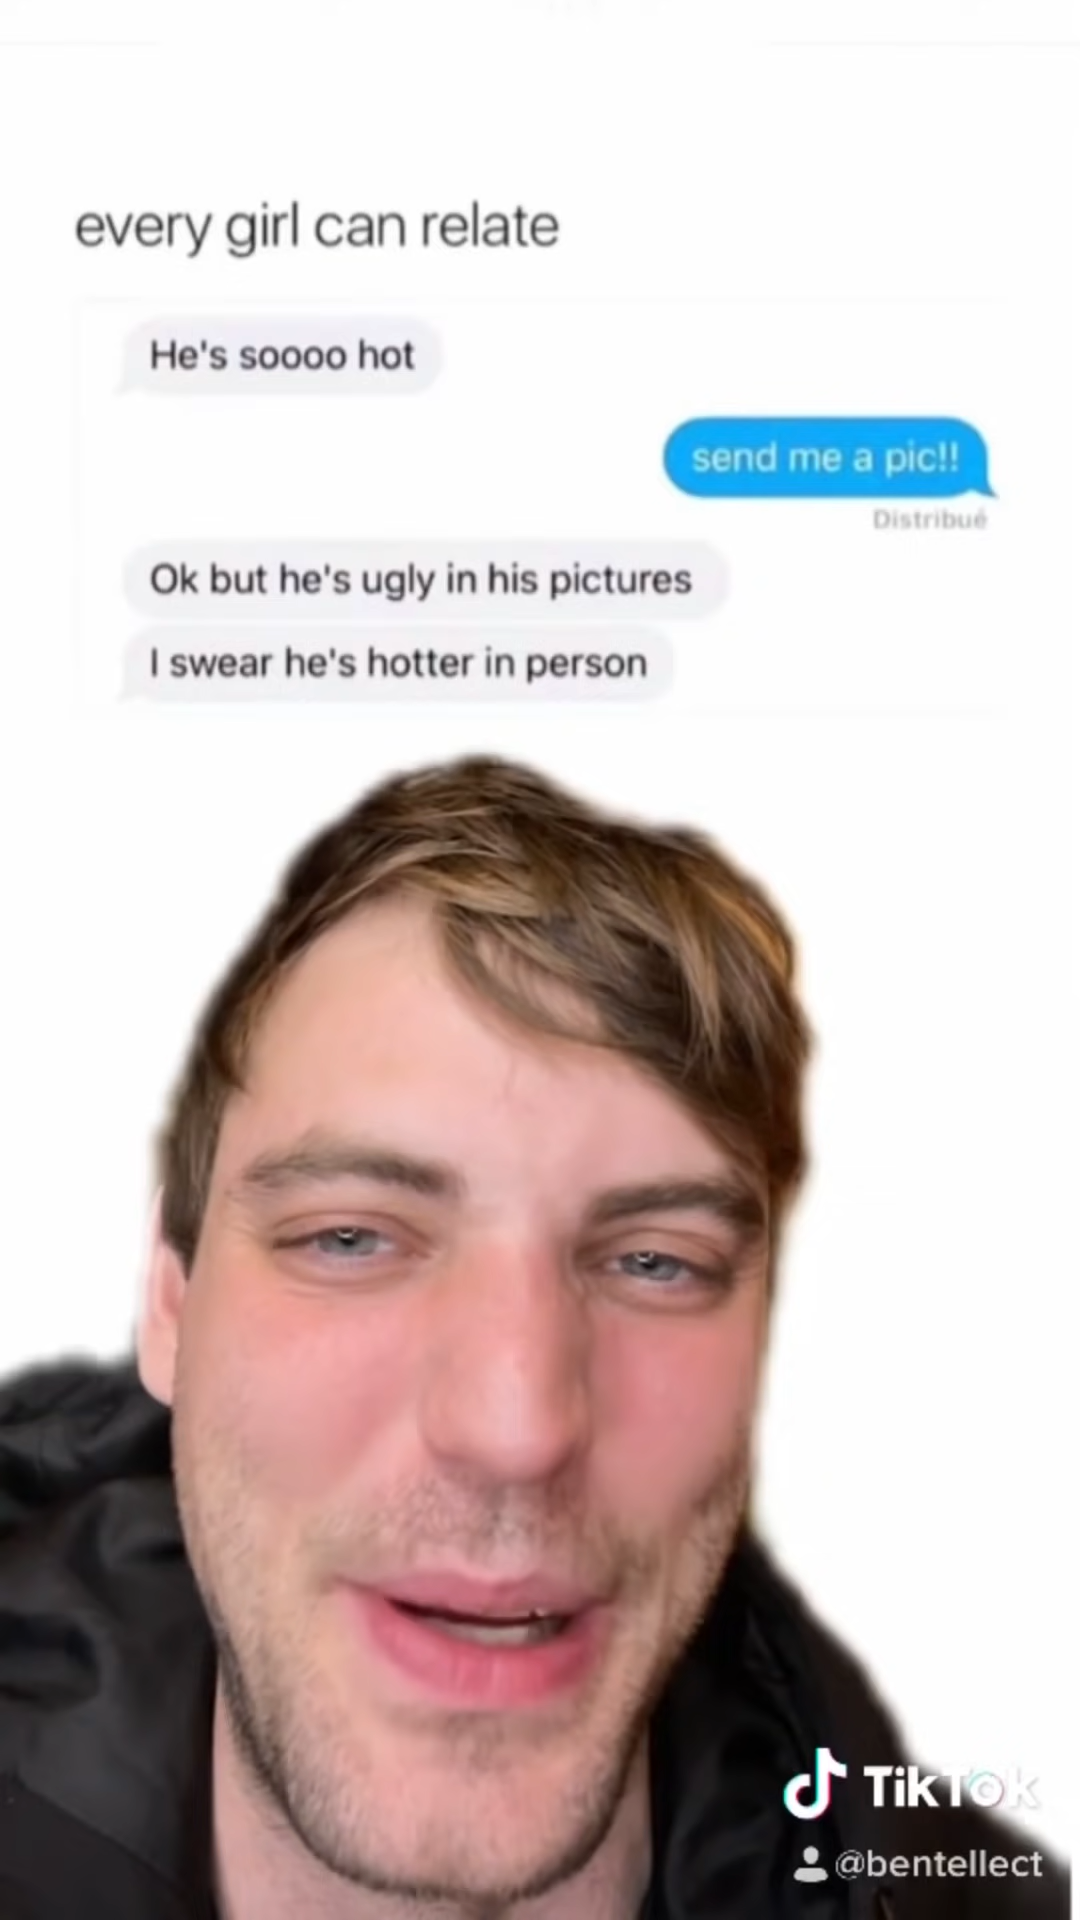 every girl can relate
He's soooo hot
send me a pic!!
Distribué
Ok but he's ugly in his pictures
I swear he's hotter in person
TikTok
@bentellect